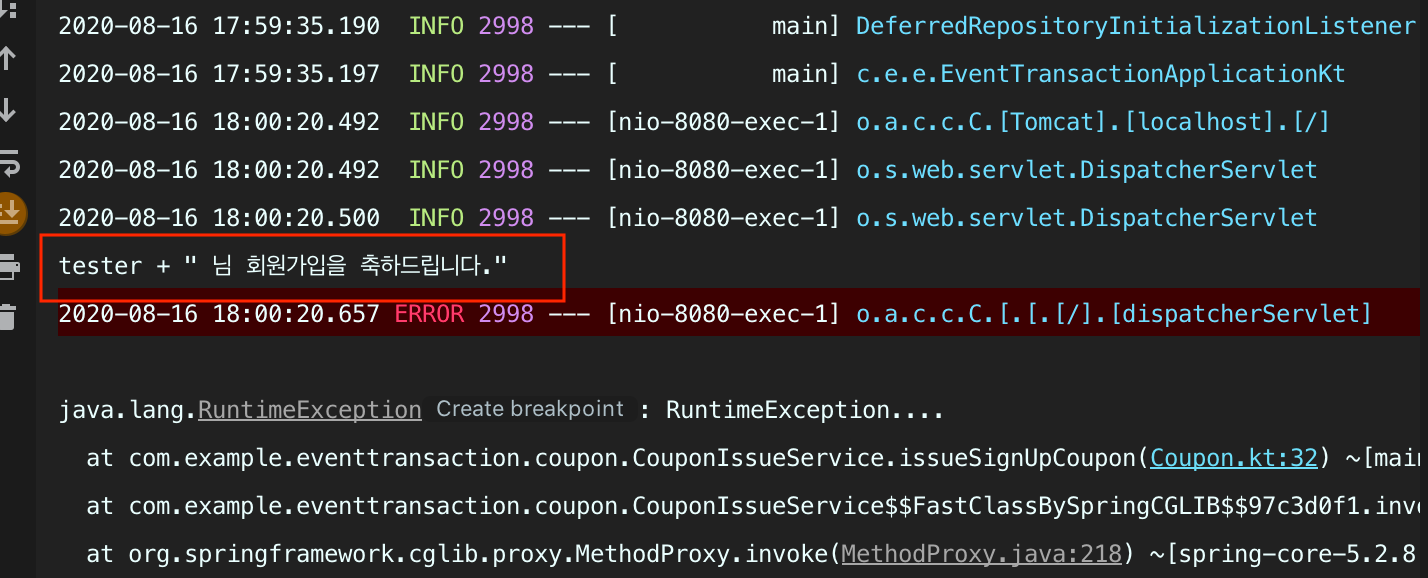 2020-08-16 17:59:35.190  INFO 2998 --- [           main] DeferredRepositoryInitializationListener
2020-08-16 17:59:35.197  INFO 2998 --- [           main] c.e.e.EventTransactionApplicationKt
2020-08-16 18:00:20.492  INFO 2998 --- [nio-8080-exec-1] o.a.c.c.C.[Tomcat].[localhost].[/]
2020-08-16 18:00:20.492  INFO 2998 --- [nio-8080-exec-1] o.s.web.servlet.DispatcherServlet
2020-08-16 18:00:20.500  INFO 2998 --- [nio-8080-exec-1] o.s.web.servlet.DispatcherServlet
tester + " 님 회원가입을 축하드립니다."
2020-08-16 18:00:20.657 ERROR 2998 --- [nio-8080-exec-1] o.a.c.c.C.[.[.[/].[dispatcherServlet]
java.lang.RuntimeException Create breakpoint : RuntimeException....
at com.example.eventtransaction.coupon.CouponIssueService.issueSignUpCoupon(Coupon.kt:32) ~[mai
at com.example.eventtransaction.coupon.CouponIssueService$$FastClassBySpringCGLIB$$97c3d0f1.inv
at org.springframework.cglib.proxy.MethodProxy.invoke(MethodProxy.java:218) ~[spring-core-5.2.8